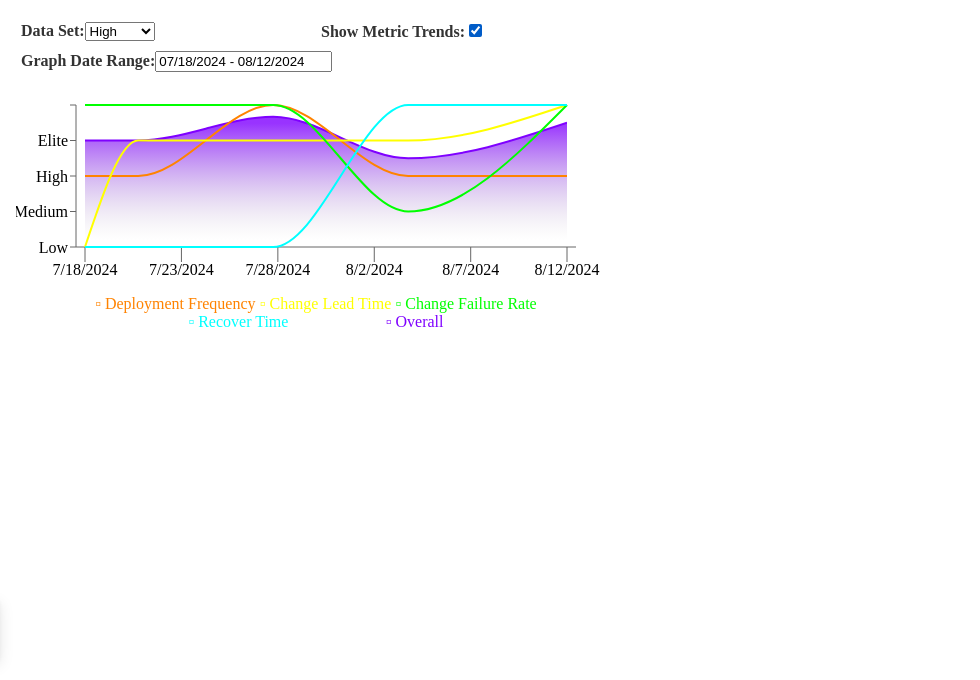 Data Set: High Show Metric Trends:
Graph Date Range: 07/18/2024 - 08/12/2024
Elite
High
Medium
Low
7/18/2024 7/23/2024 7/28/2024 8/2/2024 8/7/2024 8/12/2024
▫ Deployment Frequency ▫ Change Lead Time ▫ Change Failure Rate
▫ Recover Time ▫ Overall